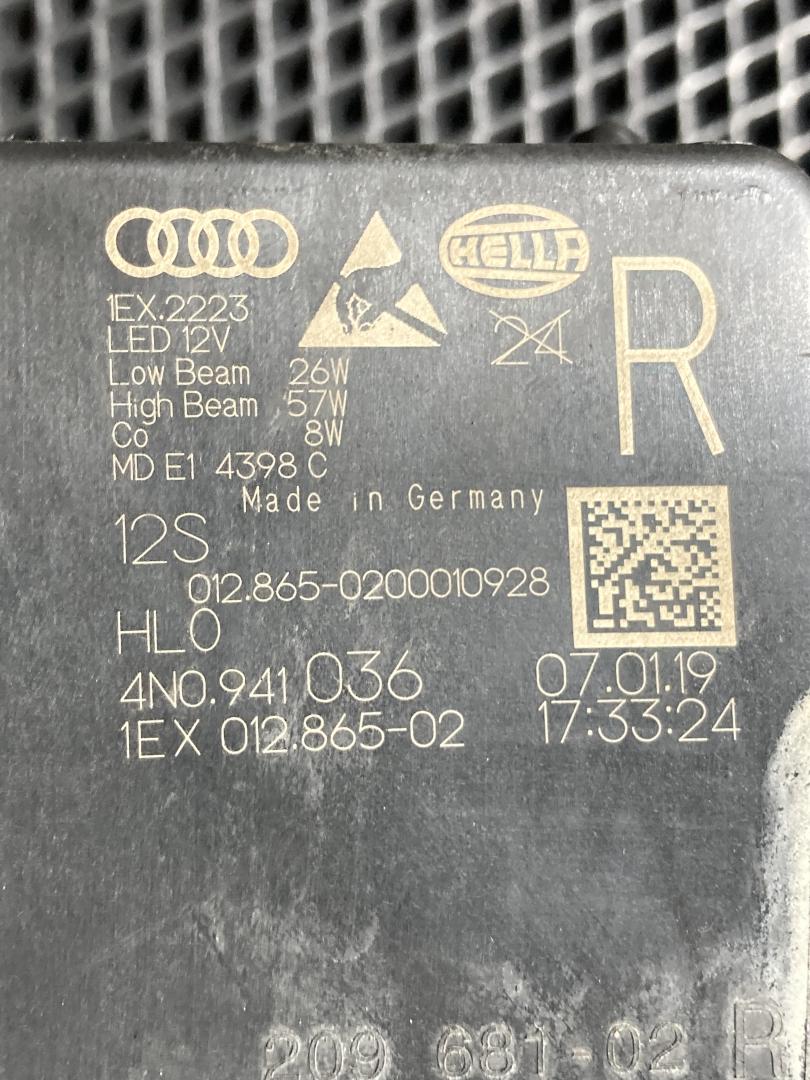 HELLA
24
R
1EX.2223
LED 12V
Low Beam 26W
High Beam 57W
Co 8W
MD E1 4398 C
Made in Germany
12S
012.865-0200010928
HL0
4N0.941 036
07.01.19
1EX 012.865-02
17:33:24
209 681-02 R